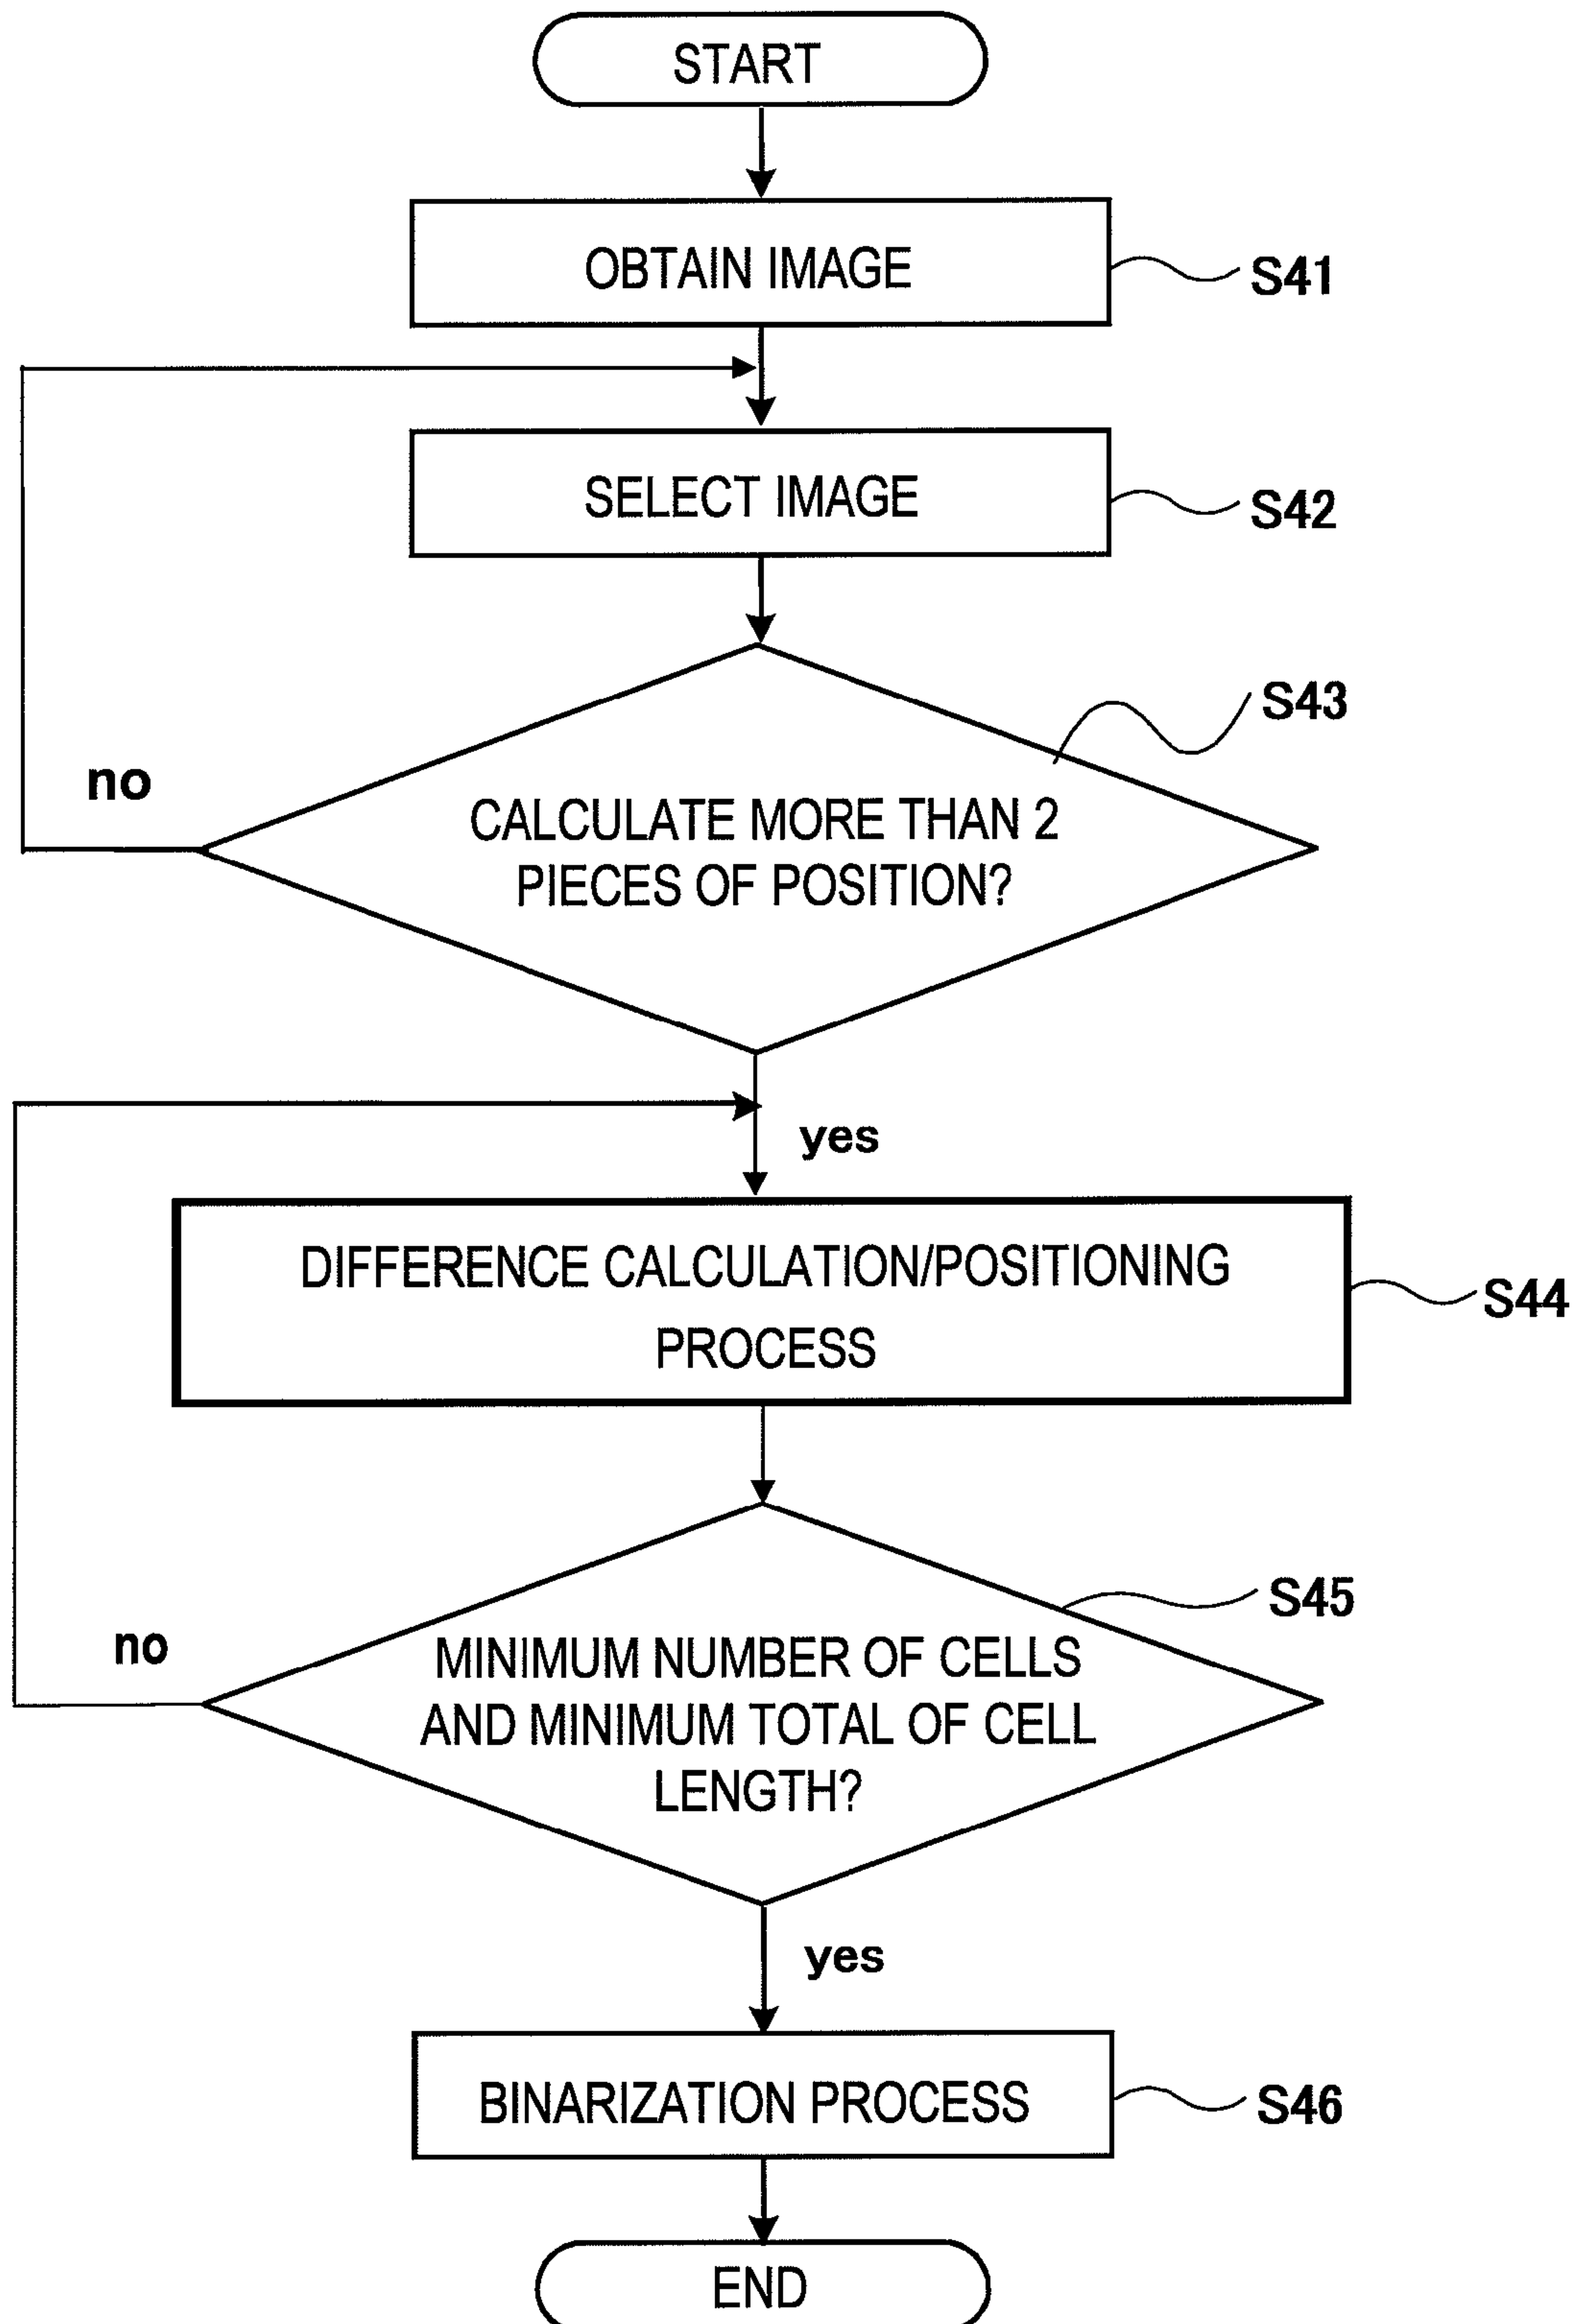 START
OBTAIN IMAGE
S41
SELECT IMAGE
S42
S43
no
CALCULATE MORE THAN 2
PIECES OF POSITION?
yes
DIFFERENCE CALCULATION/POSITIONING
PROCESS
S44
S45
no
MINIMUM NUMBER OF CELLS
AND MINIMUM TOTAL OF CELL
LENGTH?
yes
BINARIZATION PROCESS
S46
END